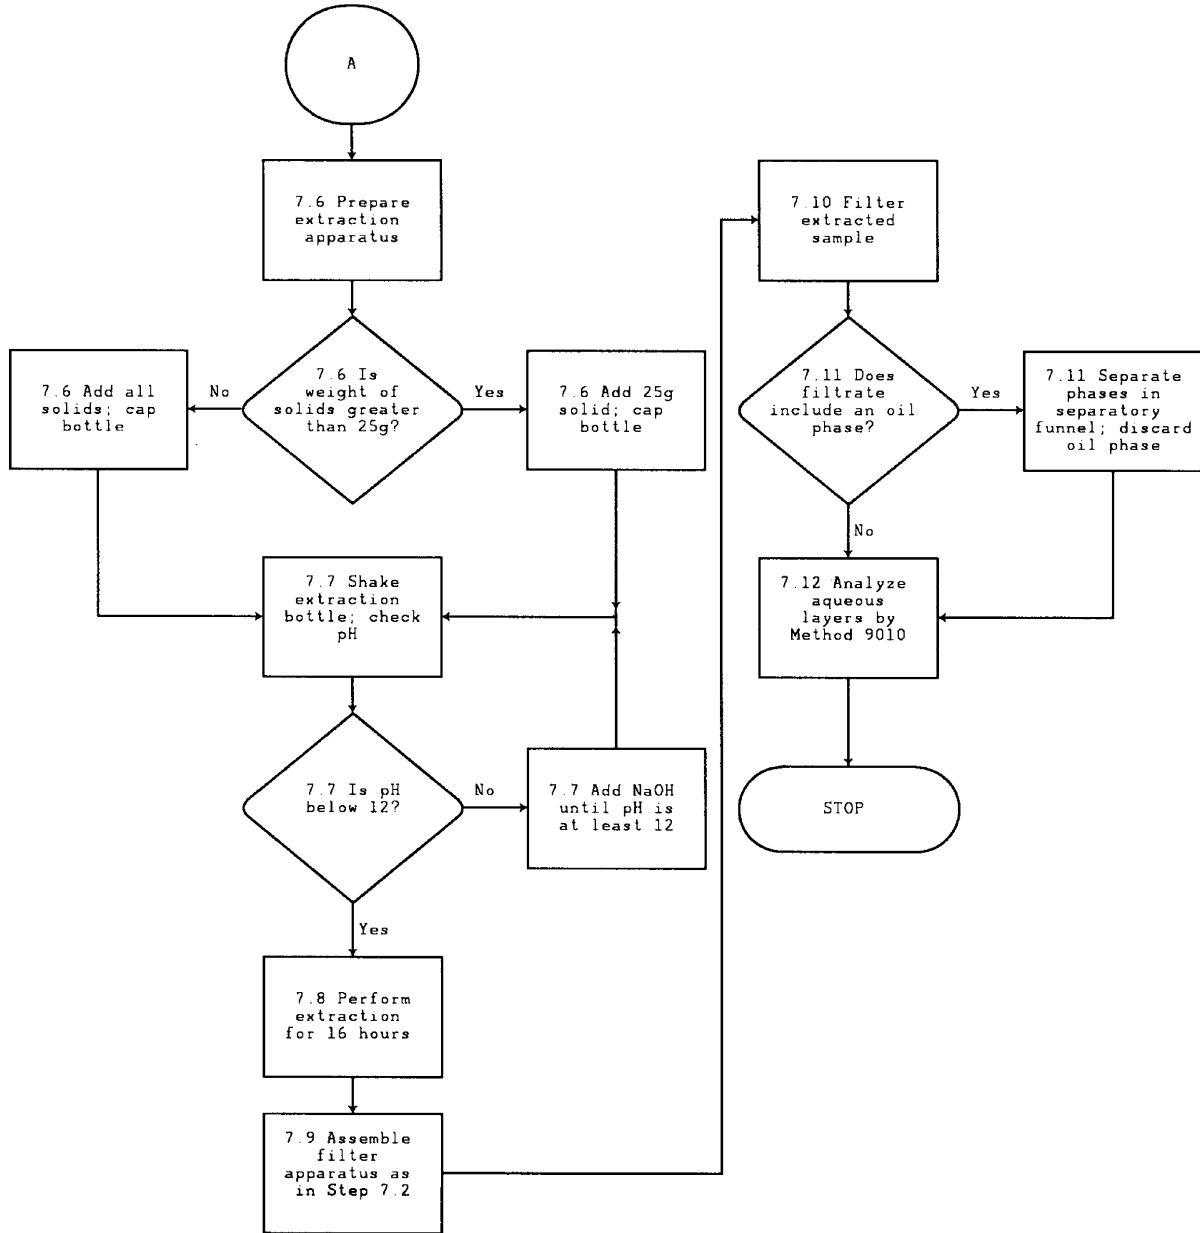 A
7.6 Prepare
extraction
apparatus
7.6 Is
weight of
solids greater
than 25g?
No
Yes
7.6 Add all
solids; cap
bottle
7.6 Add 25g
solid; cap
bottle
7.7 Shake
extraction
bottle; check
pH
7.7 Is pH
below 12?
No
7.7 Add NaOH
until pH is
at least 12
Yes
7.8 Perform
extraction
for 16 hours
7.9 Assemble
filter
apparatus as
in Step 7.2
7.10 Filter
extracted
sample
7.11 Does
filtrate
include an oil
phase?
Yes
7.11 Separate
phases in
separatory
funnel; discard
oil phase
No
7.12 Analyze
aqueous
layers by
Method 9010
STOP